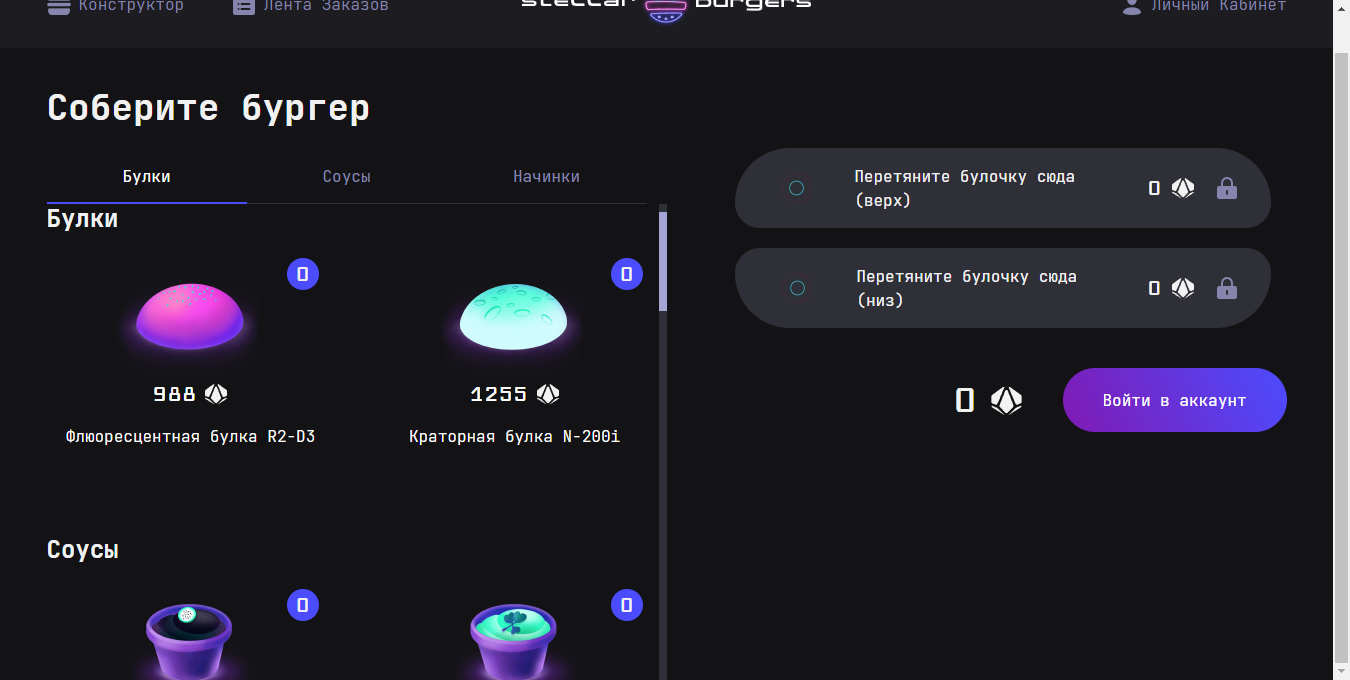 Конструктор
Лента Заказов
stellar burgers
Личный Кабинет
Соберите бургер
Булки
Соусы
Начинки
Булки
0
0
988
1255
Флюоресцентная булка R2-D3
Краторная булка N-200i
Соусы
0
0
Перетяните булочку сюда
(верх)
0
Перетяните булочку сюда
(низ)
0
0
Войти в аккаунт